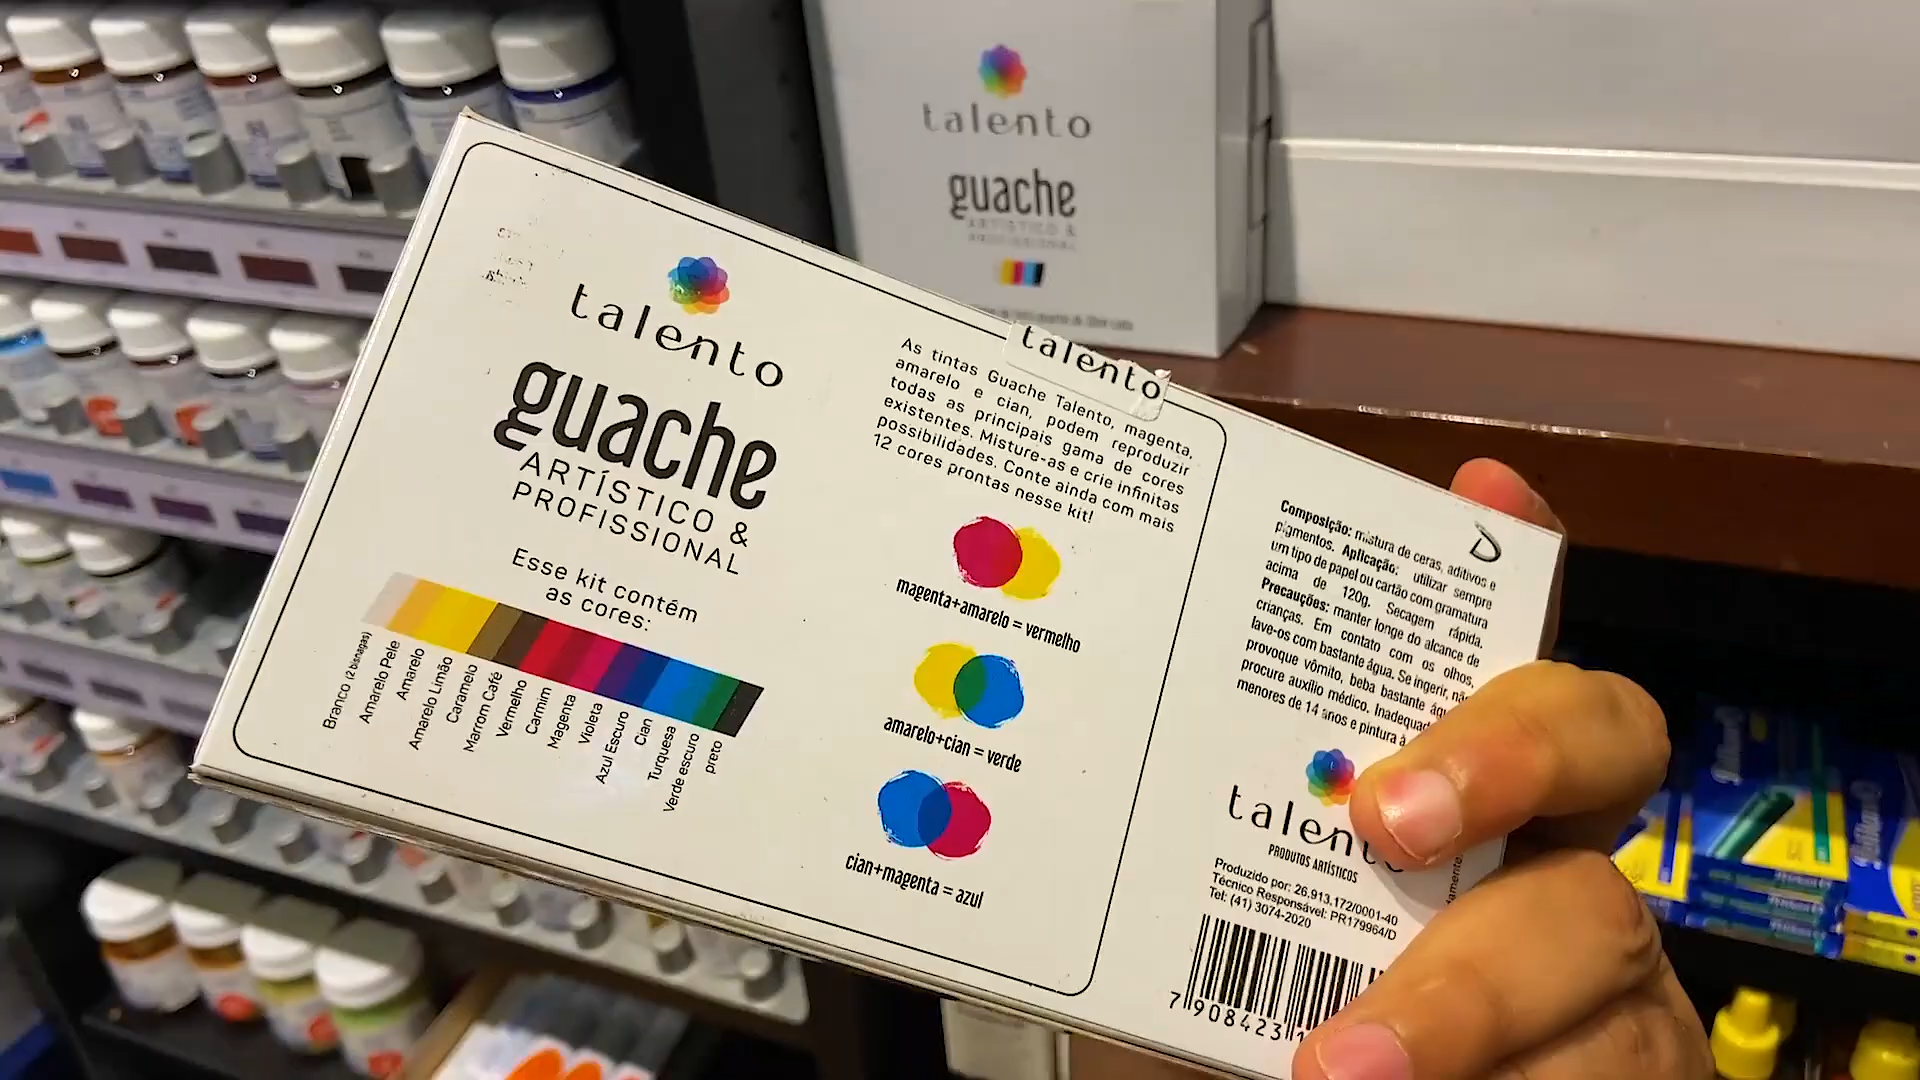 talento
guache
ARTÍSTICO &
PROFISSIONAL
talento
guache
ARTÍSTICO &
PROFISSIONAL
Esse kit contém
as cores:
Branco (2 bisnagas)
Amarelo Pele
Amarelo
Amarelo Limão
Caramelo
Marrom Café
Vermelho
Carmim
Magenta
Violeta
Azul Escuro
Cian
Turquesa
Verde escuro
preto
talento
As tintas Guache Talento, magenta,
amarelo e cian, podem reproduzir
todas as principais gama de cores
existentes. Misture-as e crie infinitas
possibilidades. Conte ainda com mais
12 cores prontas nesse kit!
magenta+amarelo = vermelho
amarelo+cian = verde
cian+magenta = azul
Composição: mistura de ceras, aditivos e
pigmentos. Aplicação: utilizar sempre
um tipo de papel ou cartão com gramatura
acima de 120g. Secagem rápida.
Precauções: manter longe do alcance de
crianças. Em contato com os olhos,
lave-os com bastante água. Se ingerir,
provoque vômito, beba bastante
procure auxílio médico.
menores de 14 anos e pintura à
talento
PRODUTOS ARTÍSTICOS
Produzido por: 26.913.172/0001-40
Técnico Responsável: PR179964/D
Tel: (41) 3074-2020
7 908423